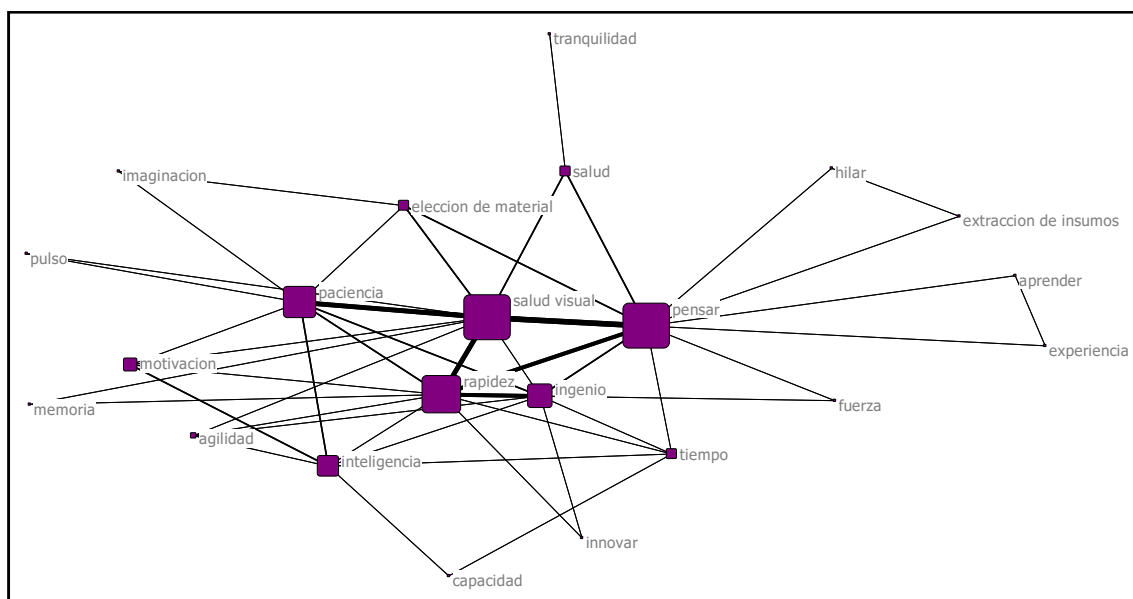 tranquilidad
imaginacion
salud
hilar
eleccion de material
extraccion de insumos
pulso
paciencia
salud visual
pensar
aprender
motivacion
experiencia
memoria
rapidez
ingenio
fuerza
agilidad
inteligencia
tiempo
innovar
capacidad